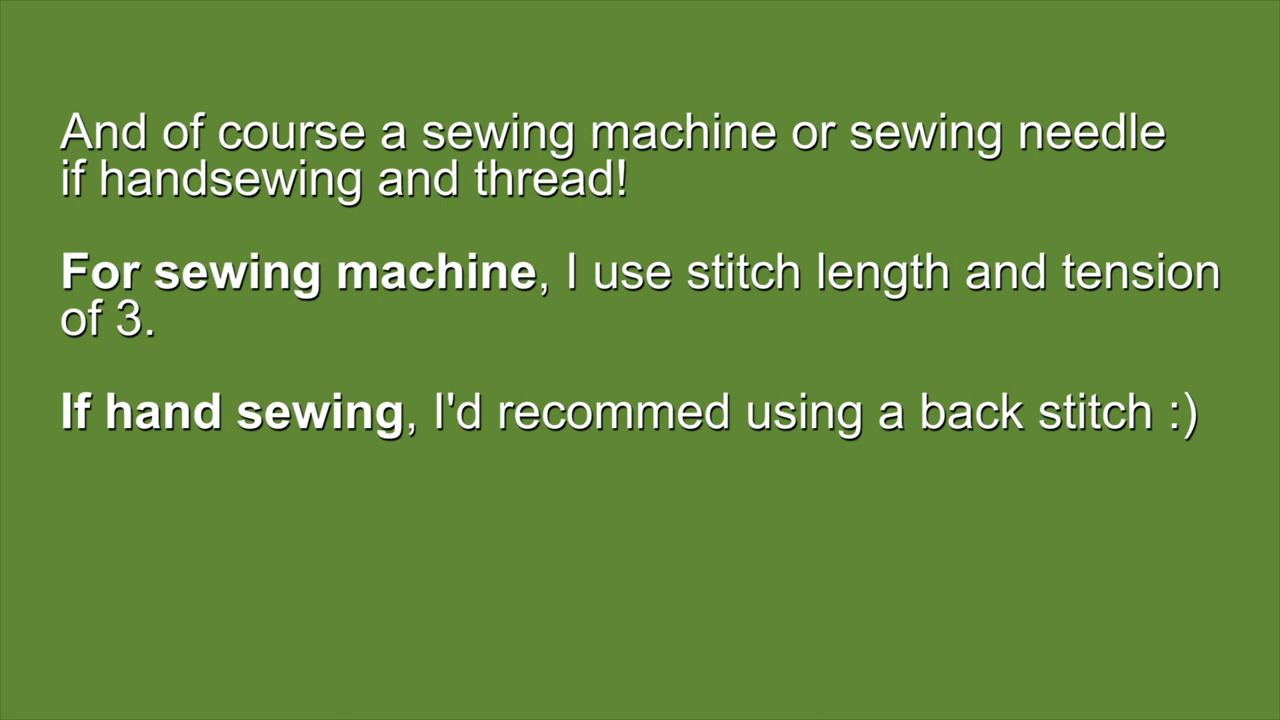 And of course a sewing machine or sewing needle
if handsewing and thread!
For sewing machine, I use stitch length and tension
of 3.
If hand sewing, I'd recommed using a back stitch :)